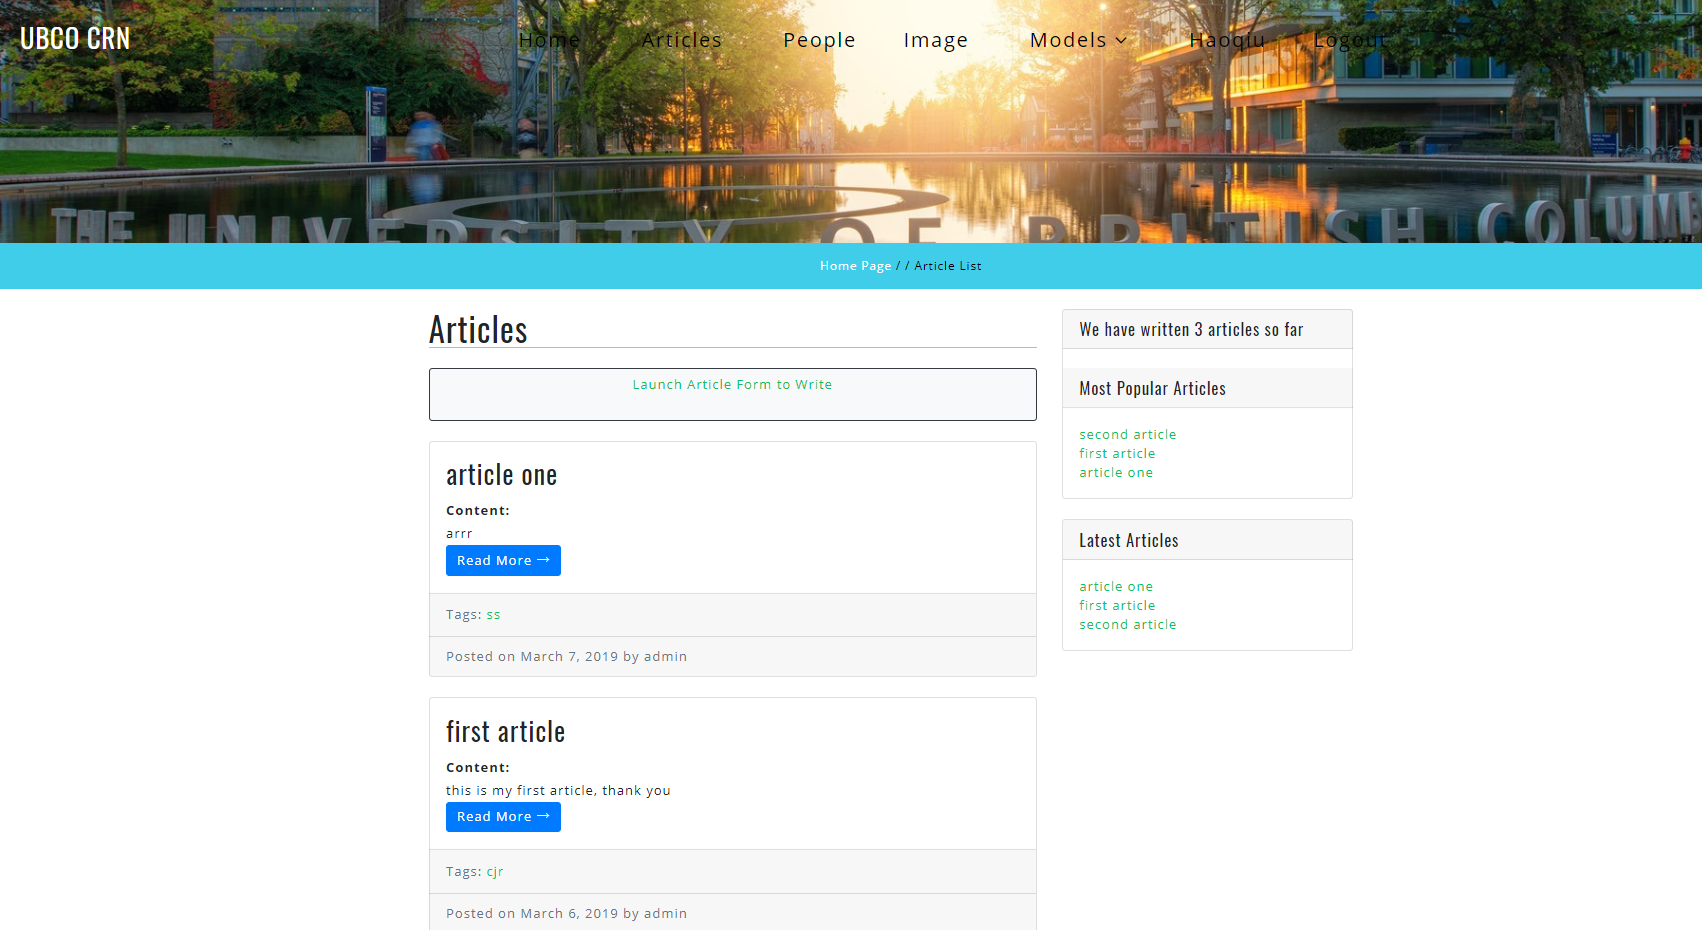 UBCO CRN
Home Articles People Image Models Haoqiu Logout
THE UNIVERSITY OF BRITISH COLUMB
Home Page / / Article List
Articles
Launch Article Form to Write
article one
Content:
arrr
Read More →
Tags: ss
Posted on March 7, 2019 by admin
first article
Content:
this is my first article, thank you
Read More →
Tags: cjr
Posted on March 6, 2019 by admin
We have written 3 articles so far
Most Popular Articles
second article
first article
article one
Latest Articles
article one
first article
second article